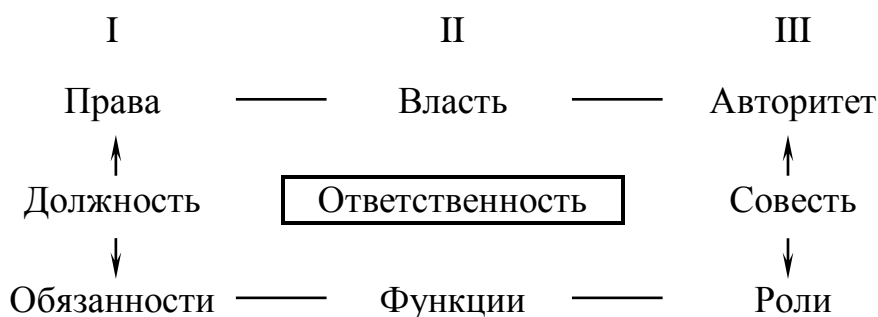 I II III
Права Власть Авторитет
Должность Ответственность Совесть
Обязанности Функции Роли